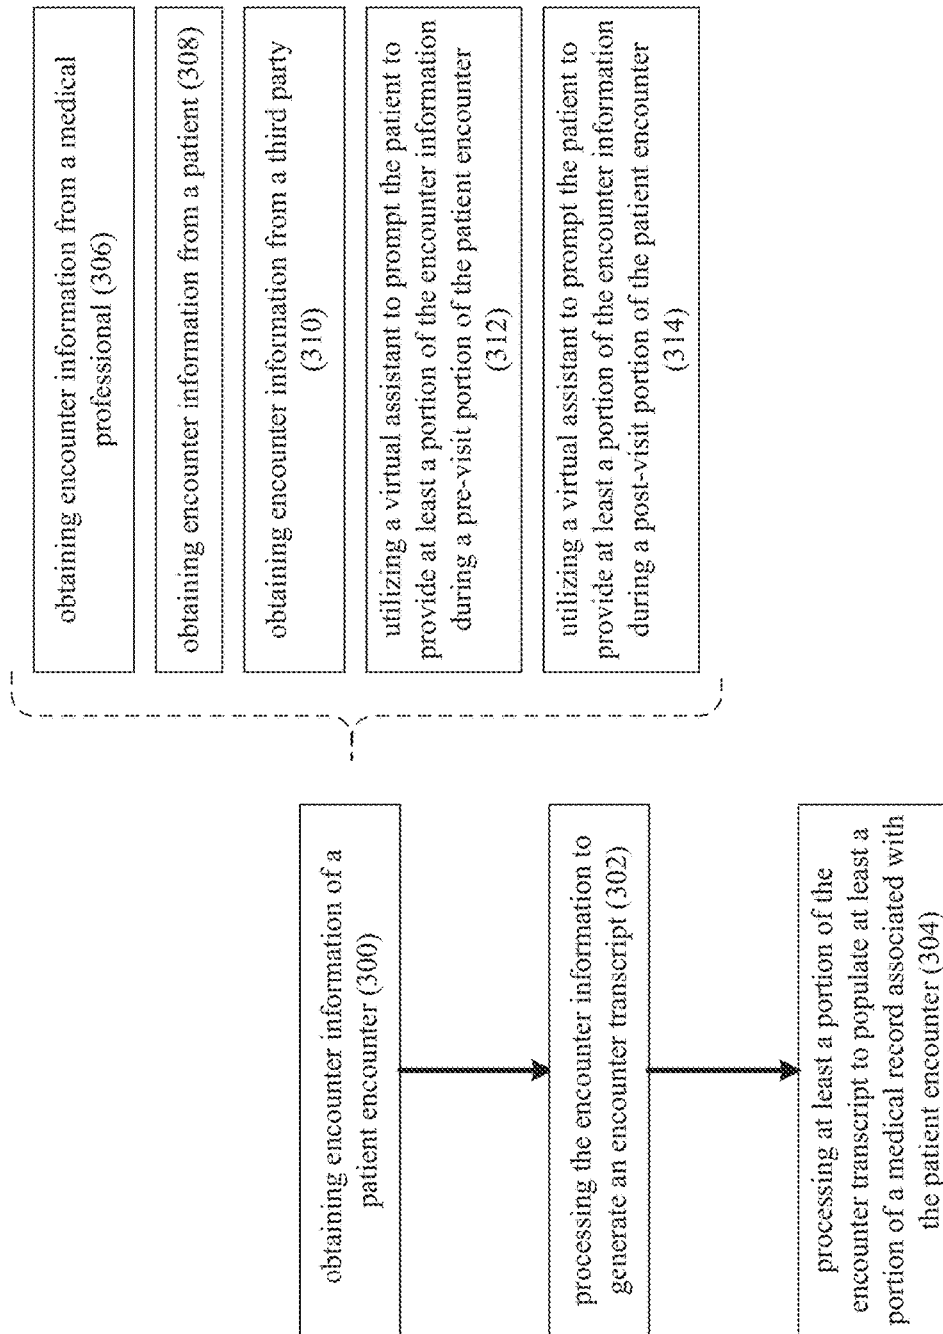 obtaining encounter information of a
patient encounter (300)
processing the encounter information to
generate an encounter transcript (302)
processing at least a portion of the
encounter transcript to populate at least a
portion of a medical record associated with
the patient encounter (304)
obtaining encounter information from a medical
professional (306)
obtaining encounter information from a patient (308)
obtaining encounter information from a third party
(310)
utilizing a virtual assistant to prompt the patient to
provide at least a portion of the encounter information
during a pre-visit portion of the patient encounter
(312)
utilizing a virtual assistant to prompt the patient to
provide at least a portion of the encounter information
during a post-visit portion of the patient encounter
(314)